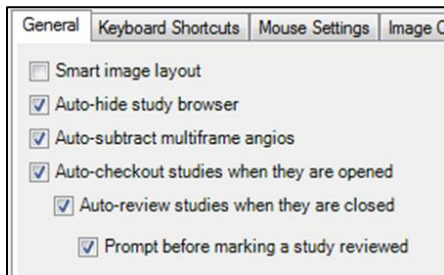 General Keyboard Shortcuts Mouse Settings Image
Smart image layout
Auto-hide study browser
Auto-subtract multiframe angios
Auto-checkout studies when they are opened
Auto-review studies when they are closed
Prompt before marking a study reviewed